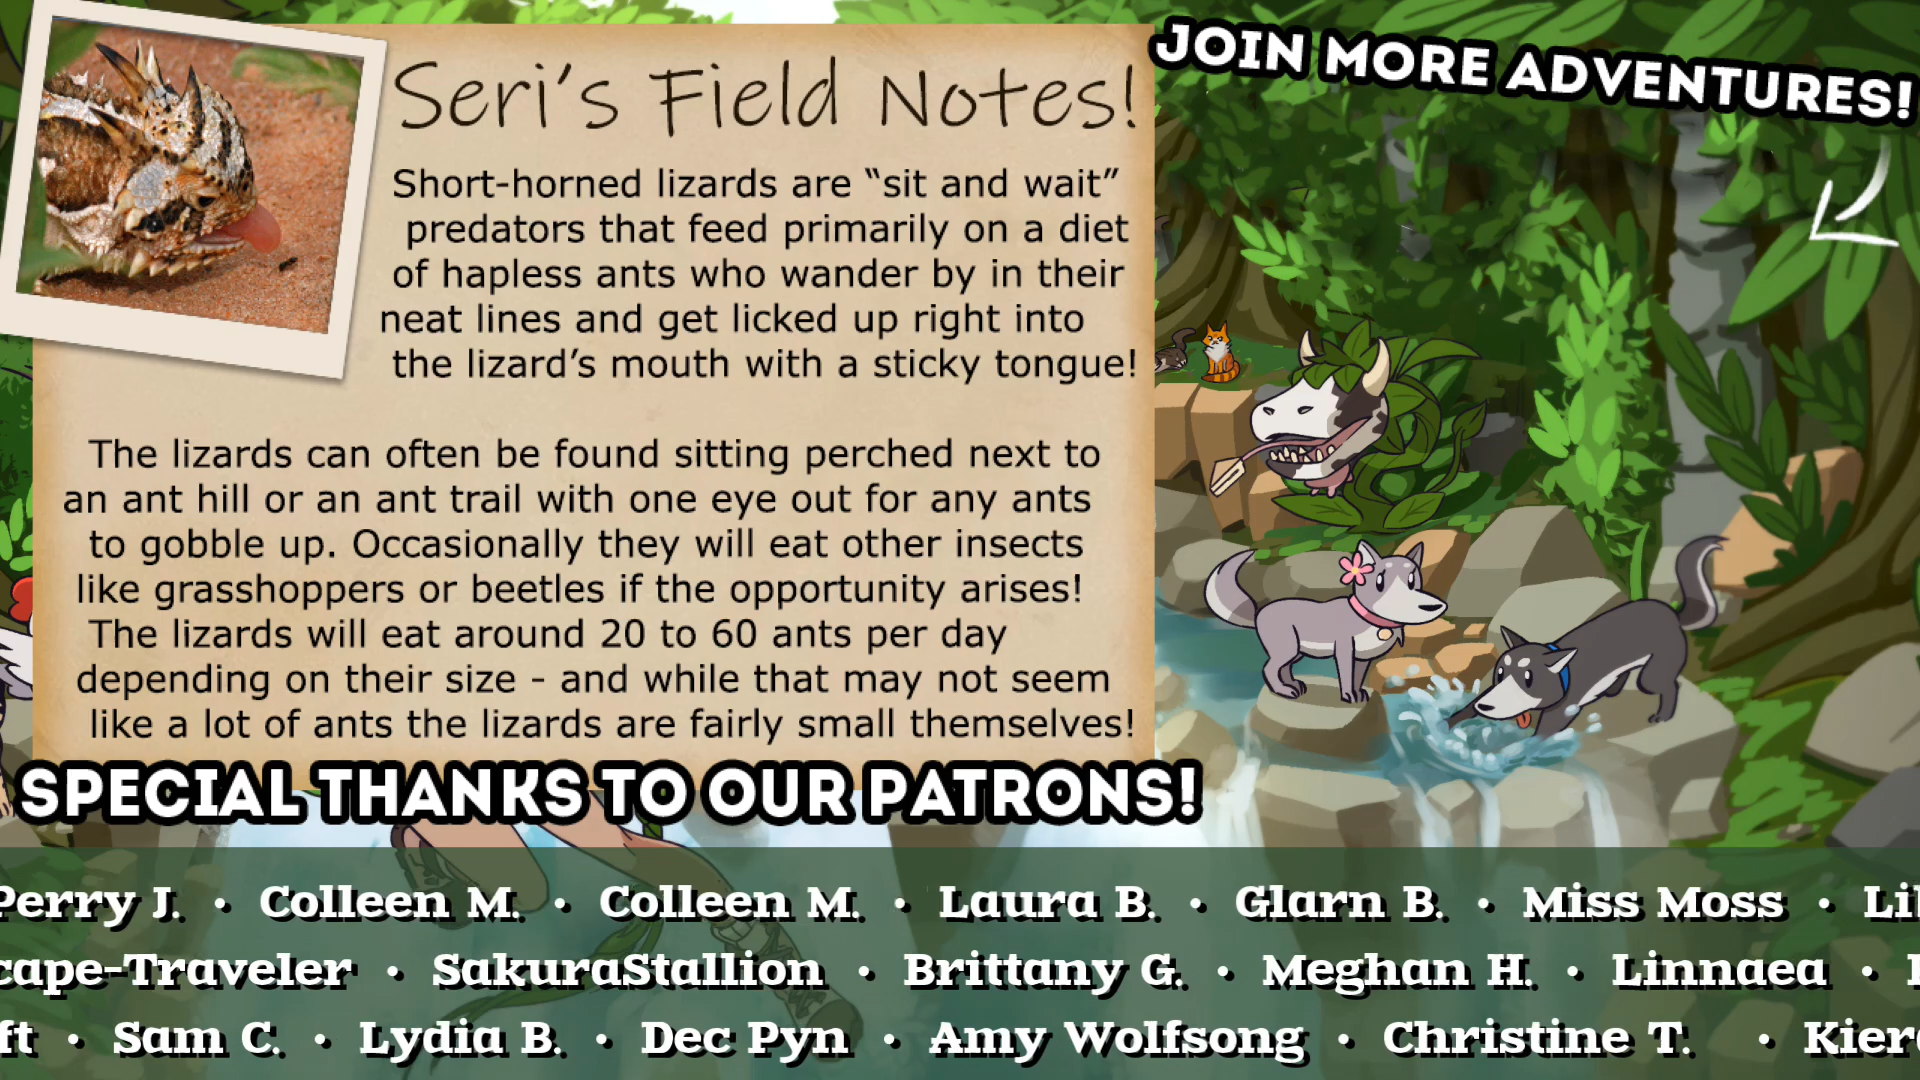 Seri's Field Notes!
JOIN MORE ADVENTURES!
Short-horned lizards are “sit and wait”
predators that feed primarily on a diet
of hapless ants who wander by in their
neat lines and get licked up right into
the lizard’s mouth with a sticky tongue!
The lizards can often be found sitting perched next to
an ant hill or an ant trail with one eye out for any ants
to gobble up. Occasionally they will eat other insects
like grasshoppers or beetles if the opportunity arises!
The lizards will eat around 20 to 60 ants per day
depending on their size - and while that may not seem
like a lot of ants the lizards are fairly small themselves!
SPECIAL THANKS TO OUR PATRONS!
Perry J. • Colleen M. • Colleen M. • Laura B. • Glarn B. • Miss Moss •
cape-Traveler • SakuraStallion • Brittany G. • Meghan H. • Linnaea •
ft • Sam C. • Lydia B. • Dec Pyn • Amy Wolfsong • Christine T. •